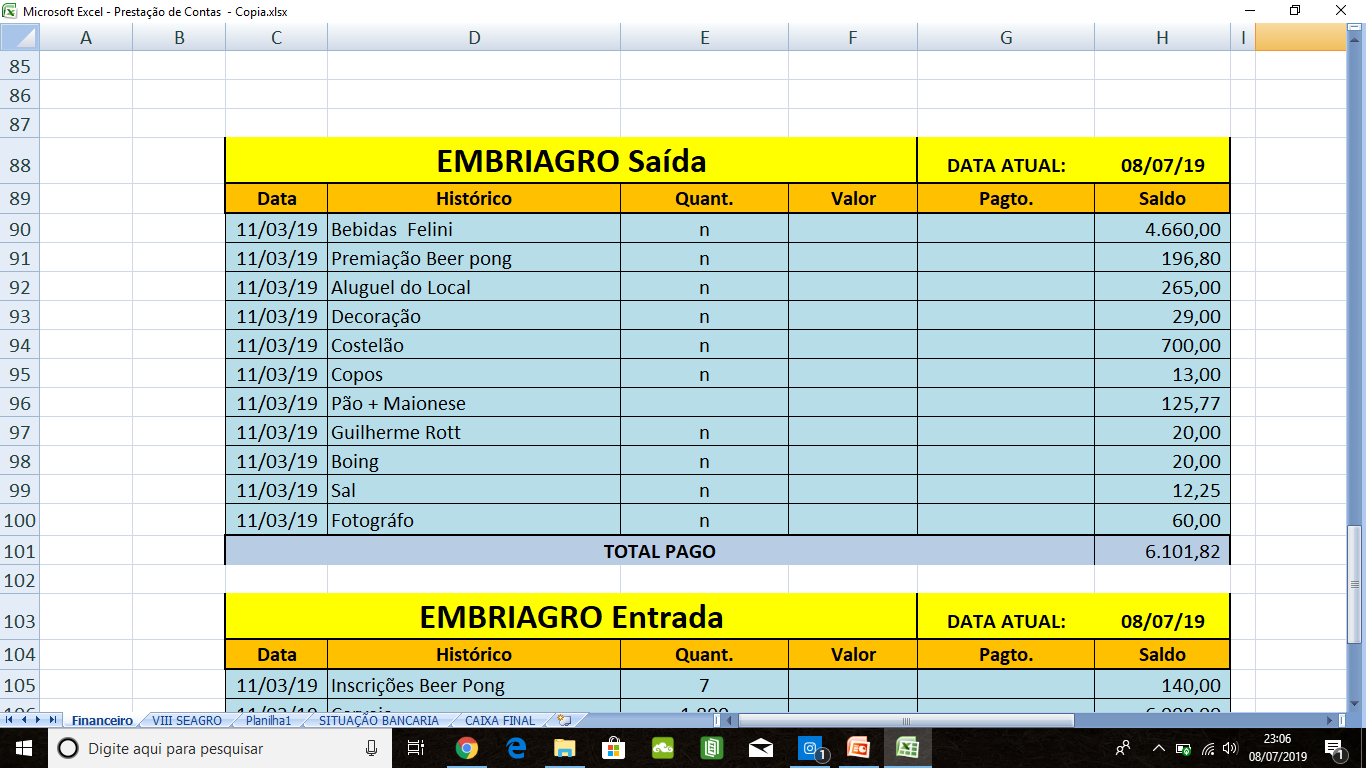 Microsoft Excel - Prestação de Contas - Copia.xlsx
A B C D E F G H I
85
86
87
88 EMBRIAGRO Saída DATA ATUAL: 08/07/19
89 Data Histórico Quant. Valor Pagto. Saldo
90 11/03/19 Bebidas Felini n 4.660,00
91 11/03/19 Premiação Beer pong n 196,80
92 11/03/19 Aluguel do Local n 265,00
93 11/03/19 Decoração n 29,00
94 11/03/19 Costelão n 700,00
95 11/03/19 Copos n 13,00
96 11/03/19 Pão + Maionese 125,77
97 11/03/19 Guilherme Rott n 20,00
98 11/03/19 Boing n 20,00
99 11/03/19 Sal n 12,25
100 11/03/19 Fotográfo n 60,00
101 TOTAL PAGO 6.101,82
102
103 EMBRIAGRO Entrada DATA ATUAL: 08/07/19
104 Data Histórico Quant. Valor Pagto. Saldo
105 11/03/19 Inscrições Beer Pong 7 140,00
Financeiro VIII SEAGRO Planilha1 SITUAÇÃO BANCARIA CAIXA FINAL
Digite aqui para pesquisar
1
23:06
08/07/2019
1